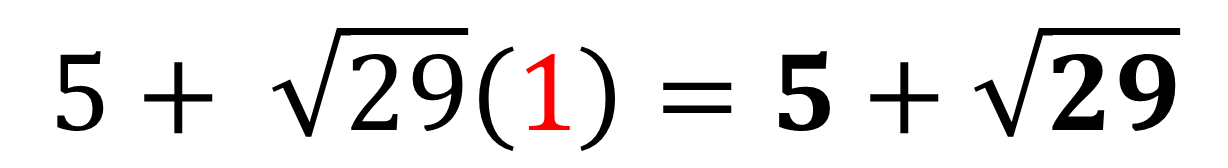 5 + √29(1) = 5 + √29